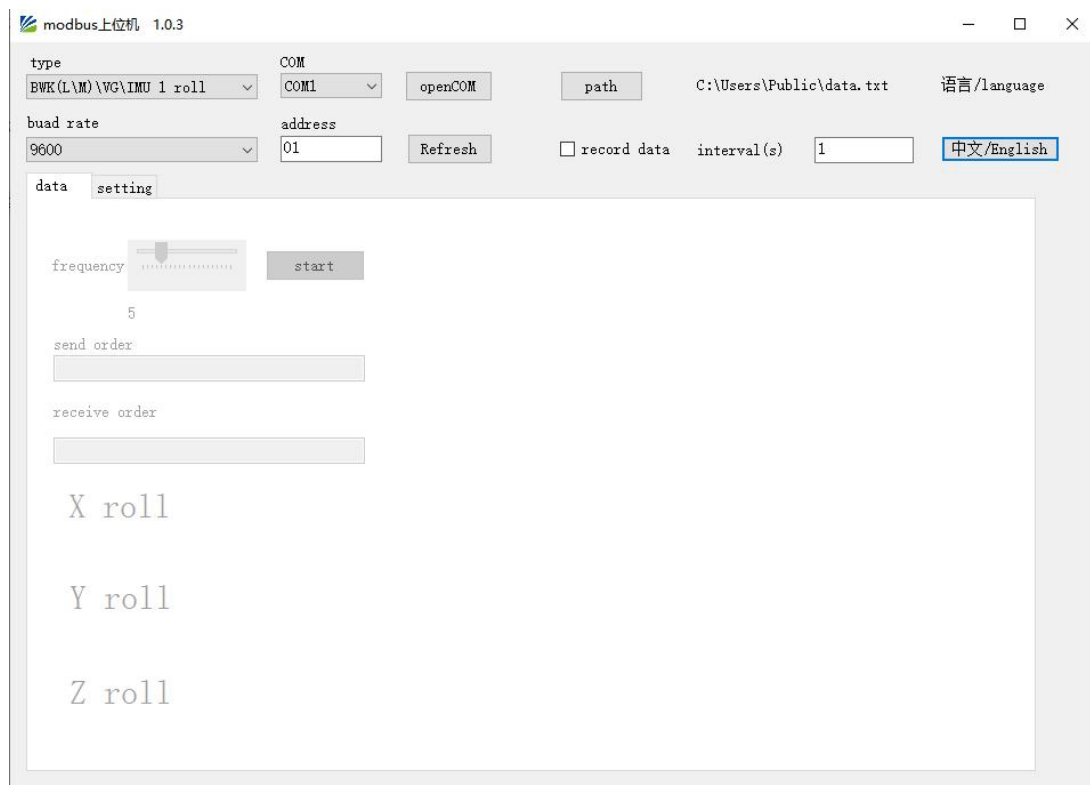 modbus上位机 1.0.3
type COM
BWK(L\M)\VG\IMU 1 roll COM1 openCOM path C:\Users\Public\data.txt 语言/language
buad rate address
9600 01 Refresh record data interval(s) 1 中文/English
data setting
frequency start
5
send order
receive order
X roll
Y roll
Z roll